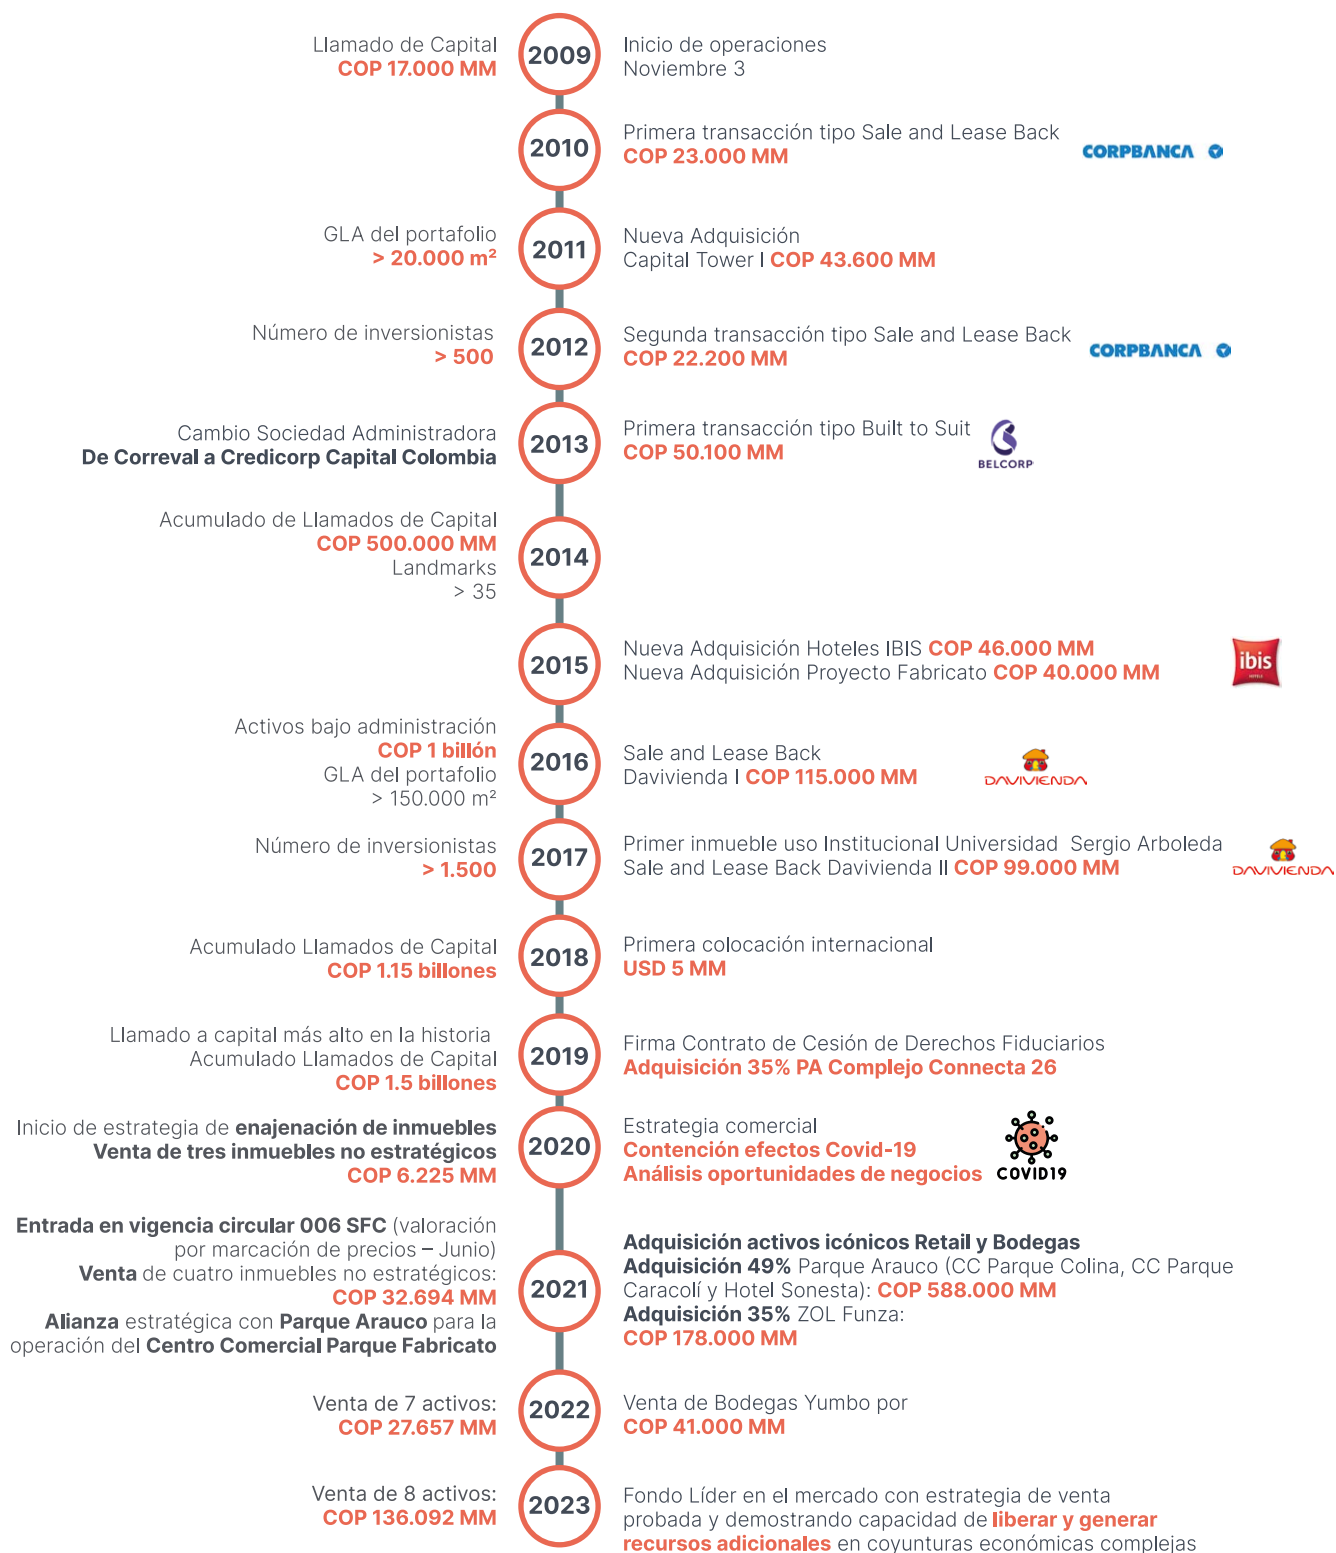 Llamado de Capital
COP 17.000 MM
2009
Inicio de operaciones
Noviembre 3
2010
Primera transacción tipo Sale and Lease Back
COP 23.000 MM
CORPBANCA
GLA del portafolio
> 20.000 m²
2011
Nueva Adquisición
Capital Tower I COP 43.600 MM
Número de inversionistas
> 500
2012
Segunda transacción tipo Sale and Lease Back
COP 22.200 MM
CORPBANCA
Cambio Sociedad Administradora
De Correval a Credicorp Capital Colombia
2013
Primera transacción tipo Built to Suit
COP 50.100 MM
BELCORP
Acumulado de Llamados de Capital
COP 500.000 MM
Landmarks
> 35
2014
2015
Nueva Adquisición Hoteles IBIS COP 46.000 MM
Nueva Adquisición Proyecto Fabricato COP 40.000 MM
ibis
HOTELS
Activos bajo administración
COP 1 billón
GLA del portafolio
> 150.000 m²
2016
Sale and Lease Back
Davivienda I COP 115.000 MM
DAVIVIENDA
Número de inversionistas
> 1.500
2017
Primer inmueble uso Institucional Universidad Sergio Arboleda
Sale and Lease Back Davivienda II COP 99.000 MM
DAVIVIENDA
Acumulado Llamados de Capital
COP 1.15 billones
2018
Primera colocación internacional
USD 5 MM
Llamado a capital más alto en la historia
Acumulado Llamados de Capital
COP 1.5 billones
2019
Firma Contrato de Cesión de Derechos Fiduciarios
Adquisición 35% PA Complejo Connecta 26
Inicio de estrategia de enajenación de inmuebles
Venta de tres inmuebles no estratégicos
COP 6.225 MM
2020
Estrategia comercial
Contención efectos Covid-19
Análisis oportunidades de negocios
COVID19
Entrada en vigencia circular 006 SFC (valoración
por marcación de precios – Junio)
Venta de cuatro inmuebles no estratégicos:
COP 32.694 MM
Alianza estratégica con Parque Arauco para la
operación del Centro Comercial Parque Fabricato
2021
Adquisición activos icónicos Retail y Bodegas
Adquisición 49% Parque Arauco (CC Parque Colina, CC Parque
Caracolí y Hotel Sonesta): COP 588.000 MM
Adquisición 35% ZOL Funza:
COP 178.000 MM
Venta de 7 activos:
COP 27.657 MM
2022
Venta de Bodegas Yumbo por
COP 41.000 MM
Venta de 8 activos:
COP 136.092 MM
2023
Fondo Líder en el mercado con estrategia de venta
probada y demostrando capacidad de liberar y generar
recursos adicionales en coyunturas económicas complejas